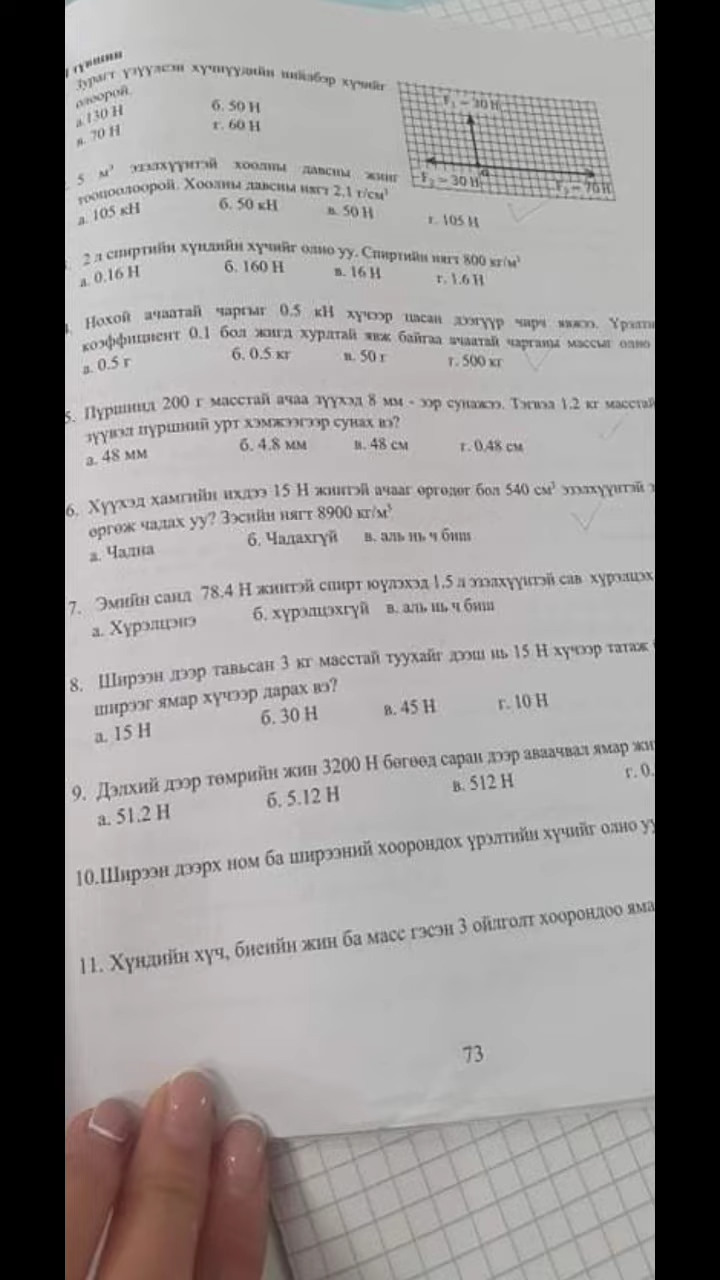 түвшин
Зурагт үзүүлсэн хүчнүүдийн нийлбэр хүчийг
олоорой.
а. 130 Н б. 50 Н
в. 70 Н г. 60 Н
F₁ = 30 Н
F₂ = 30 Н
F₃ = 70 Н
5 м³ эзэлхүүнтэй хоолны давсны жинг
тооцоолоорой. Хоолны давсны нягт 2.1 г/см³
а. 105 кН б. 50 кН в. 50 Н г. 105 Н
2 л спиртийн хүндийн хүчийг олно уу. Спиртийн нягт 800 кг/м³
а. 0.16 Н б. 160 Н в. 16 Н г. 1.6 Н
Нохой ачаатай чаргыг 0.5 кН хүчээр цасан дээгүүр чирч явжээ.
коэффициент 0.1 бол жигд хурдтай явж байгаа ачаатай чарганы массыг олно
а. 0.5 г б. 0.5 кг в. 50 г г. 500 кг
5. Пүршинд 200 г масстай ачаа зүүхэд 8 мм - ээр сунажээ. Тэгвэл 1.2 кг масстай
зүүвэл пүршний урт хэмжээгээр сунах вэ?
а. 48 мм б. 4.8 мм в. 48 см г. 0.48 см
6. Хүүхэд хамгийн ихдээ 15 Н жинтэй ачааг өргөдөг бол 540 см³ эзэлхүүнтэй
өргөж чадах уу? Зэсийн нягт 8900 кг/м³
а. Чадна б. Чадахгүй в. аль нь ч биш
7. Эмийн санд 78.4 Н жинтэй спирт юүлэхэд 1.5 л эзэлхүүнтэй сав хүрэлцэх
а. Хүрэлцэнэ б. хүрэлцэхгүй в. аль нь ч биш
8. Ширээн дээр тавьсан 3 кг масстай туухайг дээш нь 15 Н хүчээр татаж
ширээг ямар хүчээр дарах вэ?
а. 15 Н б. 30 Н в. 45 Н г. 10 Н
9. Дэлхий дээр төмрийн жин 3200 Н бөгөөд саран дээр аваачвал ямар
а. 51.2 Н б. 5.12 Н в. 512 Н г. 0.
10.Ширээн дээрх ном ба ширээний хоорондох үрэлтийн хүчийг олно уу
11. Хүндийн хүч, биеийн жин ба масс гэсэн 3 ойлголт хоорондоо
73